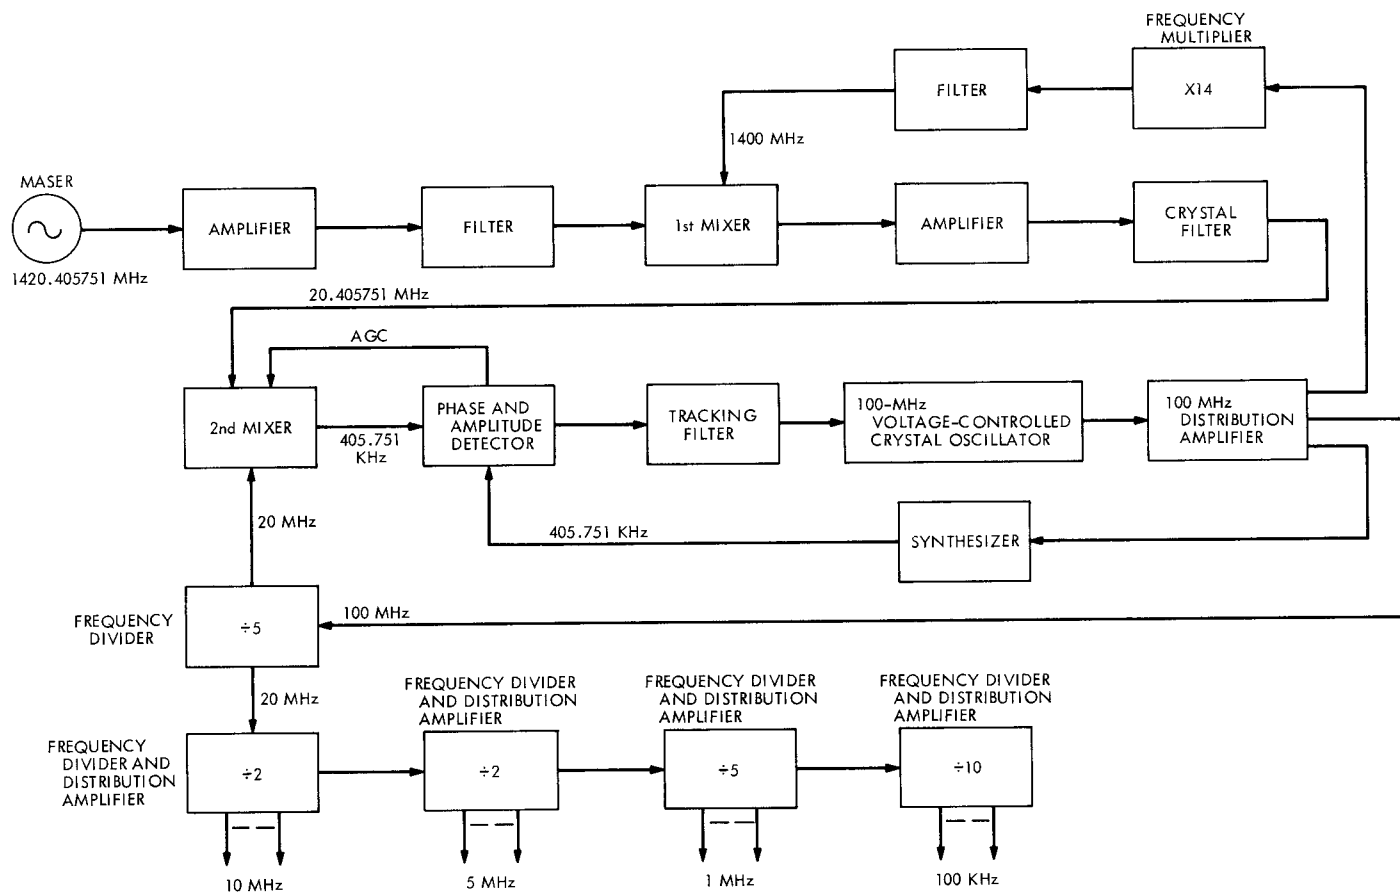 FREQUENCY
MULTIPLIER
X14
FILTER
1400 MHz
MASER
1420.405751 MHz
AMPLIFIER
FILTER
1st MIXER
AMPLIFIER
CRYSTAL
FILTER
20.405751 MHz
AGC
2nd MIXER
405.751
KHz
PHASE AND
AMPLITUDE
DETECTOR
TRACKING
FILTER
100-MHz
VOLTAGE-CONTROLLED
CRYSTAL OSCILLATOR
100 MHz
DISTRIBUTION
AMPLIFIER
20 MHz
405.751 KHz
SYNTHESIZER
FREQUENCY
DIVIDER
÷5
100 MHz
20 MHz
FREQUENCY
DIVIDER AND
DISTRIBUTION
AMPLIFIER
÷2
10 MHz
FREQUENCY DIVIDER
AND DISTRIBUTION
AMPLIFIER
÷2
5 MHz
FREQUENCY DIVIDER
AND DISTRIBUTION
AMPLIFIER
÷5
1 MHz
FREQUENCY DIVIDER
AND DISTRIBUTION
AMPLIFIER
÷10
100 KHz